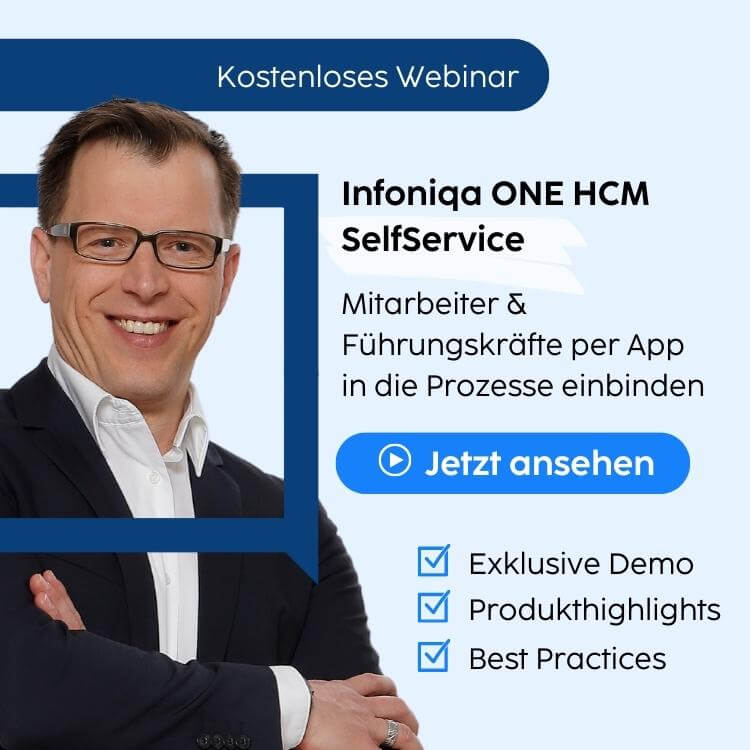 Kostenloses Webinar
Infoniqa ONE HCM
SelfService
Mitarbeiter &
Führungskräfte per App
in die Prozesse einbinden
Jetzt ansehen
Exklusive Demo
Produkthighlights
Best Practices